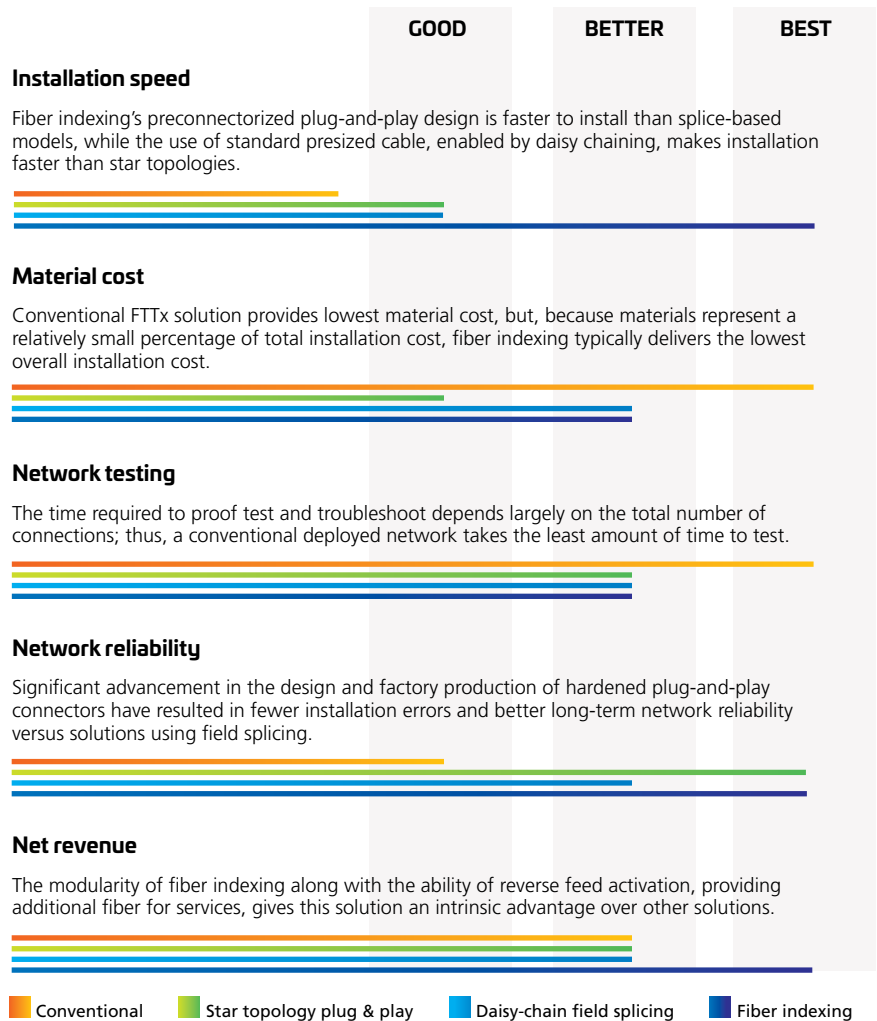 GOOD BETTER BEST
Installation speed
Fiber indexing’s preconnectorized plug-and-play design is faster to install than splice-based
models, while the use of standard presized cable, enabled by daisy chaining, makes installation
faster than star topologies.
Material cost
Conventional FTTx solution provides lowest material cost, but, because materials represent a
relatively small percentage of total installation cost, fiber indexing typically delivers the lowest
overall installation cost.
Network testing
The time required to proof test and troubleshoot depends largely on the total number of
connections; thus, a conventional deployed network takes the least amount of time to test.
Network reliability
Significant advancement in the design and factory production of hardened plug-and-play
connectors have resulted in fewer installation errors and better long-term network reliability
versus solutions using field splicing.
Net revenue
The modularity of fiber indexing along with the ability of reverse feed activation, providing
additional fiber for services, gives this solution an intrinsic advantage over other solutions.
Conventional Star topology plug & play Daisy-chain field splicing Fiber indexing